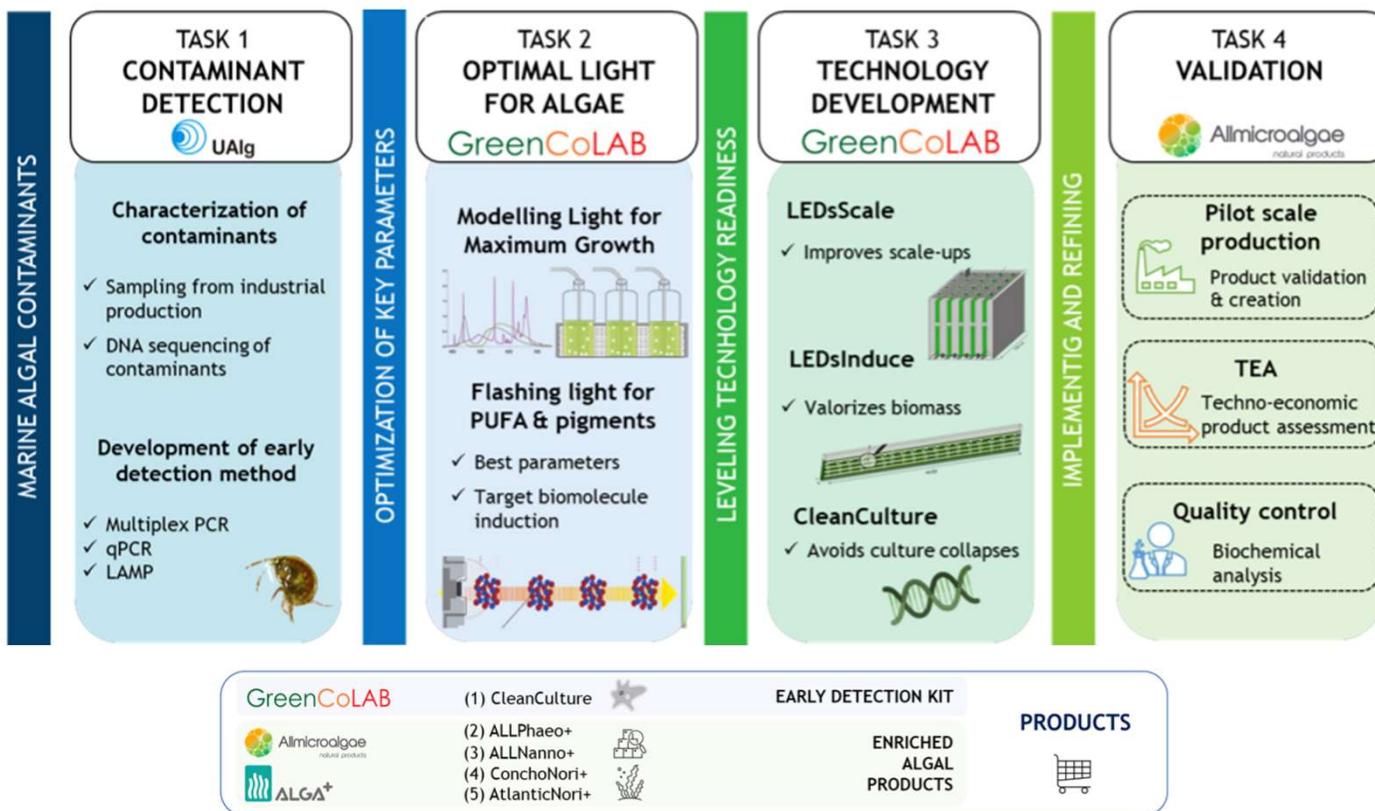 MARINE ALGAL CONTAMINANTS
TASK 1
CONTAMINANT
DETECTION
UAlg
Characterization of
contaminants
✓ Sampling from industrial
production
✓ DNA sequencing of
contaminants
Development of early
detection method
✓ Multiplex PCR
✓ qPCR
✓ LAMP
OPTIMIZATION OF KEY PARAMETERS
TASK 2
OPTIMAL LIGHT
FOR ALGAE
GreenCoLAB
Modelling Light for
Maximum Growth
Flashing light for
PUFA & pigments
✓ Best parameters
✓ Target biomolecule
induction
LEVELING TECNHOLOGY READINESS
TASK 3
TECHNOLOGY
DEVELOPMENT
GreenCoLAB
LEDsScale
✓ Improves scale-ups
LEDsInduce
✓ Valorizes biomass
CleanCulture
✓ Avoids culture collapses
IMPLEMENTIG AND REFINING
TASK 4
VALIDATION
Allmicroalgae
natural products
Pilot scale
production
Product validation
& creation
TEA
Techno-economic
product assessment
Quality control
Biochemical
analysis
GreenCoLAB
(1) CleanCulture
EARLY DETECTION KIT
Allmicroalgae
natural products
ALGA+
(2) ALLPhaeo+
(3) ALLNanno+
(4) ConchoNori+
(5) AtlanticNori+
ENRICHED
ALGAL
PRODUCTS
PRODUCTS